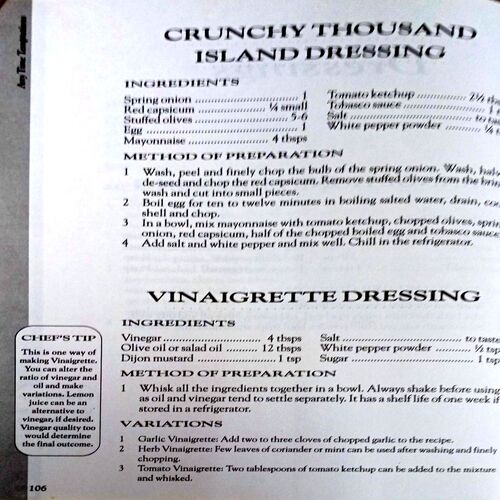 Any Time Temptations
CRUNCHY THOUSAND
ISLAND DRESSING
INGREDIENTS
Spring onion ................. 1
Red capsicum ................. ¼ small
Stuffed olives ................. 5-6
Egg ................. 1
Mayonnaise ................. 4 tbsps
Tomato ketchup ................. 2½
Tobasco sauce .................
Salt ................. to
White pepper powder .................
METHOD OF PREPARATION
1 Wash, peel and finely chop the bulb of the spring onion. Wash,
de-seed and chop the red capsicum. Remove stuffed olives from the
wash and cut into small pieces.
2 Boil egg for ten to twelve minutes in boiling salted water, drain,
shell and chop.
3 In a bowl, mix mayonnaise with tomato ketchup, chopped olives,
onion, red capsicum, half of the chopped boiled egg and tobasco sauce
4 Add salt and white pepper and mix well. Chill in the refrigerator.
VINAIGRETTE DRESSING
INGREDIENTS
Vinegar ................. 4 tbsps
Olive oil or salad oil .......... 12 tbsps
Dijon mustard ................. 1 tsp
Salt ................. to taste
White pepper powder .......... ½ tsp
Sugar ................. 1 tsp
METHOD OF PREPARATION
1 Whisk all the ingredients together in a bowl. Always shake before using
as oil and vinegar tend to settle separately. It has a shelf life of one week if
stored in a refrigerator.
VARIATIONS
1 Garlic Vinaigrette: Add two to three cloves of chopped garlic to the recipe.
2 Herb Vinaigrette: Few leaves of coriander or mint can be used after washing and finely
chopping.
3 Tomato Vinaigrette: Two tablespoons of tomato ketchup can be added to the mixture
and whisked.
CHEF'S TIP
This is one way of
making Vinaigrette.
You can alter the
ratio of vinegar and
oil and make
variations. Lemon
juice can be an
alternative to
vinegar, if desired.
Vinegar quality too
would determine
the final outcome.
106